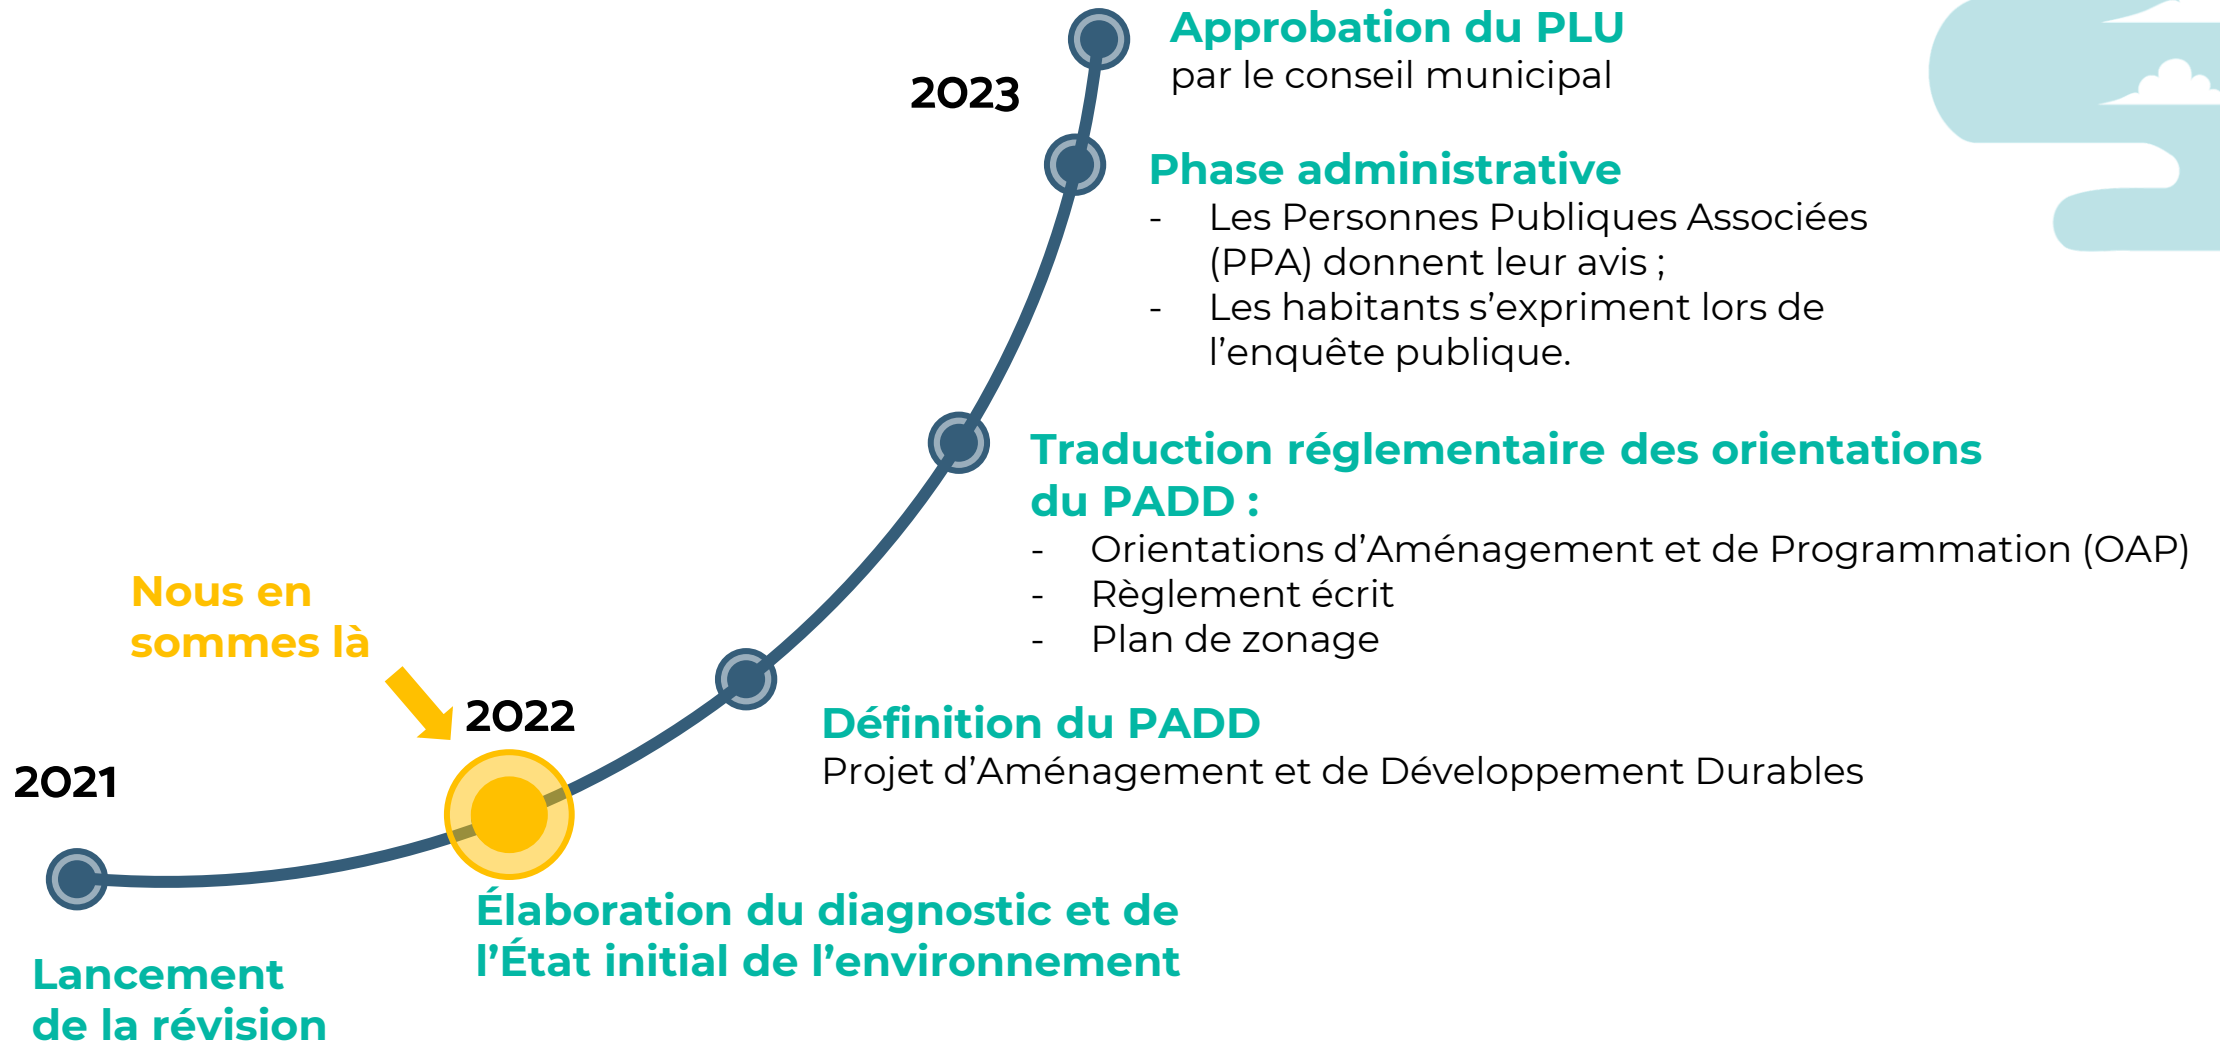 Approbation du PLU
par le conseil municipal
2023
Phase administrative
- Les Personnes Publiques Associées
(PPA) donnent leur avis ;
- Les habitants s’expriment lors de
l’enquête publique.
Traduction réglementaire des orientations
du PADD :
- Orientations d’Aménagement et de Programmation (OAP)
- Règlement écrit
- Plan de zonage
Nous en
sommes là
2022
Définition du PADD
Projet d’Aménagement et de Développement Durables
2021
Élaboration du diagnostic et de
l’État initial de l’environnement
Lancement
de la révision